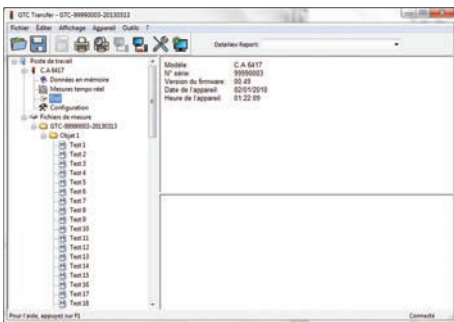 GTC Transfer - GTC-99990003-20130313
Fichier Editer Affichage Appareil Outils ?
DataView Report:
Poste de travail
C.A 6417
Données en mémoire
Mesures temps-réel
Etat
Configuration
Fichiers de mesure
GTC-99990003-20130313
Objet 1
Test 1
Test 2
Test 3
Test 4
Test 5
Test 6
Test 7
Test 8
Test 9
Test 10
Test 11
Test 12
Test 13
Test 14
Test 15
Test 16
Test 17
Test 18
Modèle: C.A 6417
N° série: 99990003
Version du firmware: 00.49
Date de l'appareil: 02/01/2010
Heure de l'appareil: 01:22:09
Pour l'aide, appuyez sur F1
Connecté